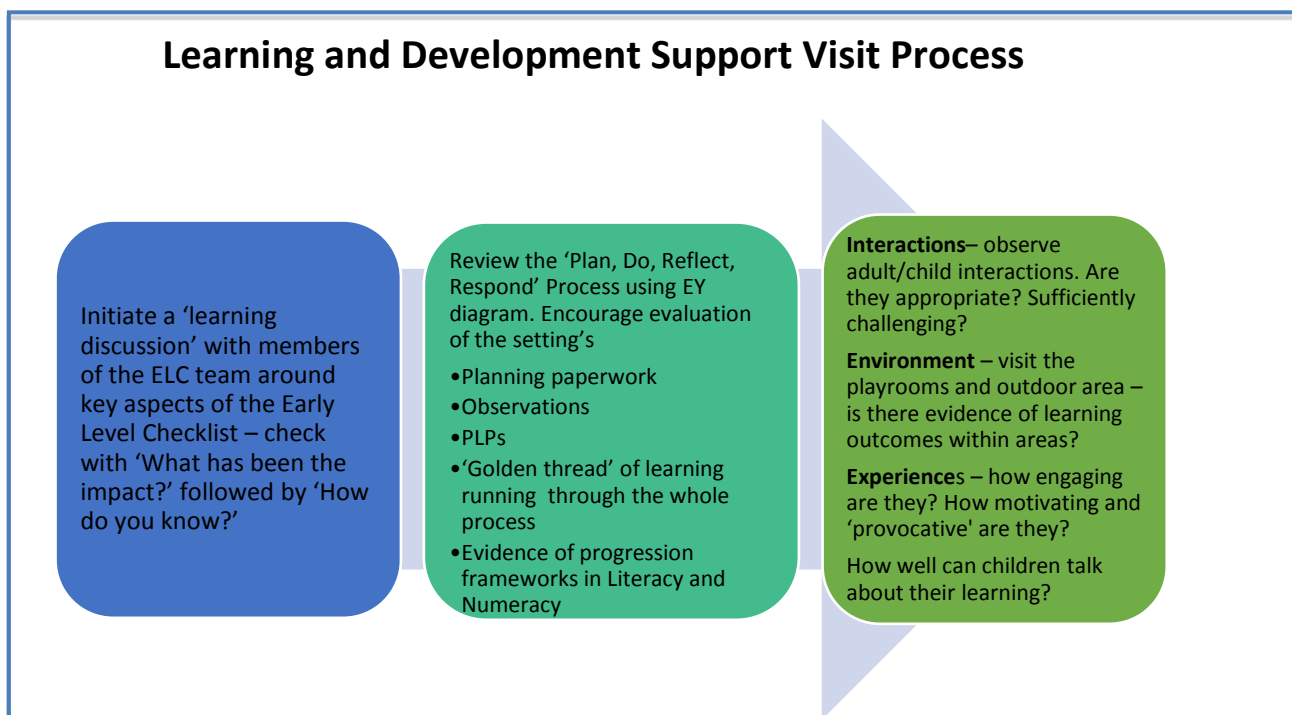 Learning and Development Support Visit Process
Initiate a ‘learning
discussion’ with members
of the ELC team around
key aspects of the Early
Level Checklist – check
with ‘What has been the
impact?’ followed by ‘How
do you know?’
Review the ‘Plan, Do, Reflect,
Respond’ Process using EY
diagram. Encourage evaluation
of the setting’s
•Planning paperwork
•Observations
•PLPs
•‘Golden thread’ of learning
running through the whole
process
•Evidence of progression
frameworks in Literacy and
Numeracy
Interactions– observe
adult/child interactions. Are
they appropriate? Sufficiently
challenging?
Environment – visit the
playrooms and outdoor area –
is there evidence of learning
outcomes within areas?
Experiences – how engaging
are they? How motivating and
‘provocative' are they?
How well can children talk
about their learning?